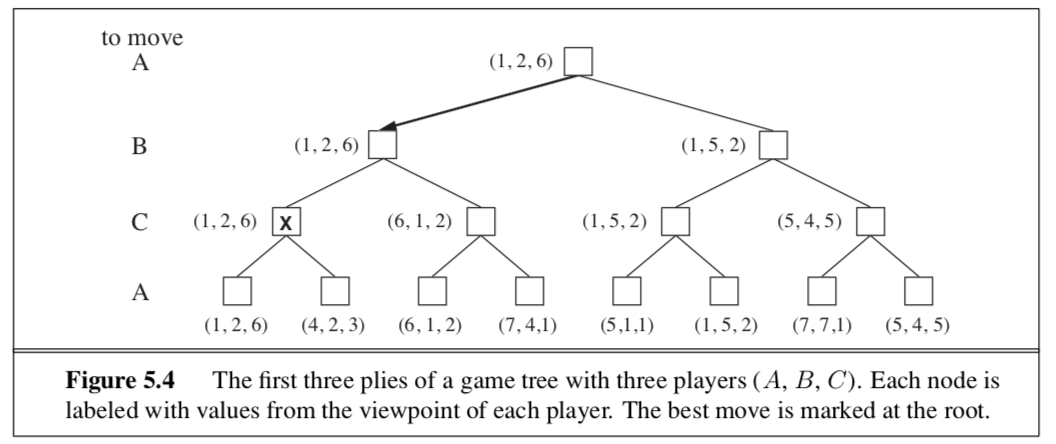 to move
A (1, 2, 6)
B (1, 2, 6) (1, 5, 2)
C (1, 2, 6) X (6, 1, 2) (1, 5, 2) (5, 4, 5)
A
(1, 2, 6) (4, 2, 3) (6, 1, 2) (7, 4,1) (5,1,1) (1, 5, 2) (7, 7,1) (5, 4, 5)
Figure 5.4 The first three plies of a game tree with three players (A, B, C). Each node is
labeled with values from the viewpoint of each player. The best move is marked at the root.